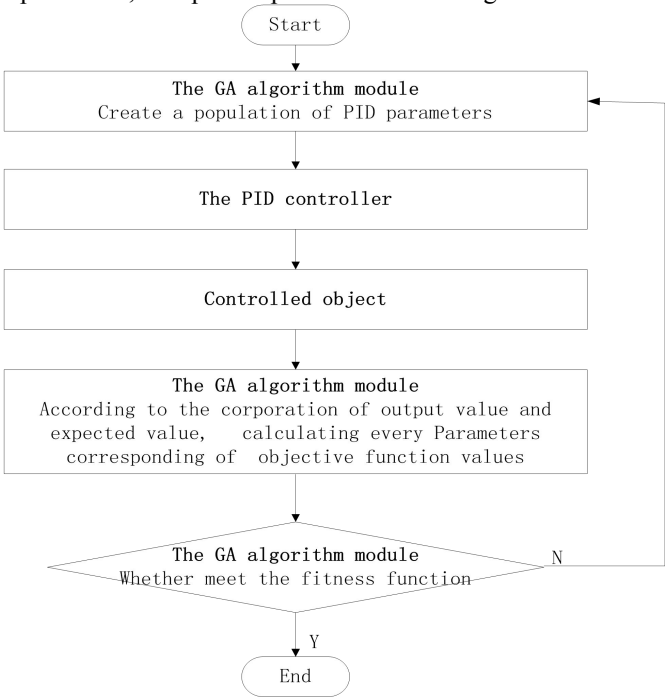 Start
The GA algorithm module
Create a population of PID parameters
The PID controller
Controlled object
The GA algorithm module
According to the corporation of output value and
expected value, calculating every Parameters
corresponding of objective function values
The GA algorithm module
Whether meet the fitness function
N
Y
End